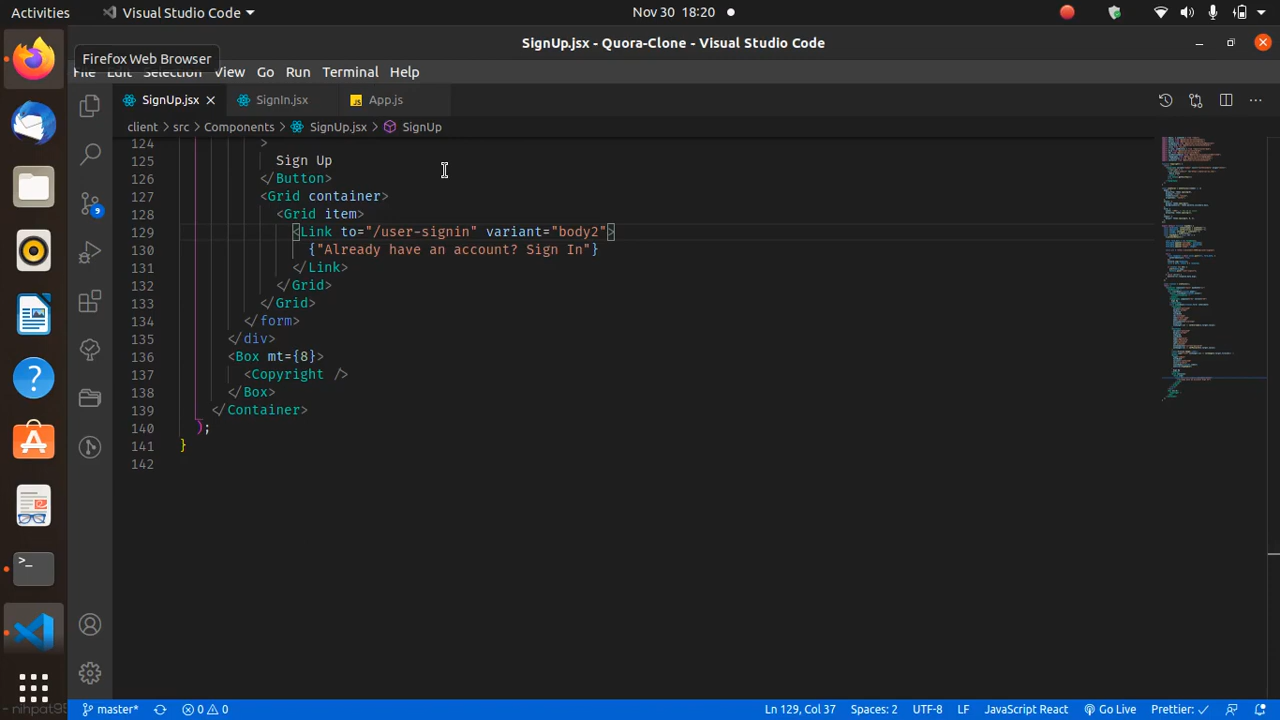 Activities
Visual Studio Code
Nov 30 18:20
SignUp.jsx - Quora-Clone - Visual Studio Code
Firefox Web Browser
File Edit Selection View Go Run Terminal Help
SignUp.jsx
SignIn.jsx
JS App.js
client > src > Components > SignUp.jsx > SignUp
124 >
125 Sign Up
126 </Button>
127 <Grid container>
128 <Grid item>
129 <Link to="/user-signin" variant="body2">
130 {"Already have an account? Sign In"}
131 </Link>
132 </Grid>
133 </Grid>
134 </form>
135 </div>
136 <Box mt={8}>
137 <Copyright />
138 </Box>
139 </Container>
140 );
141 }
142
9
master*
0 0
Ln 129, Col 37
Spaces: 2
UTF-8
LF
JavaScript React
Go Live
Prettier: ✓